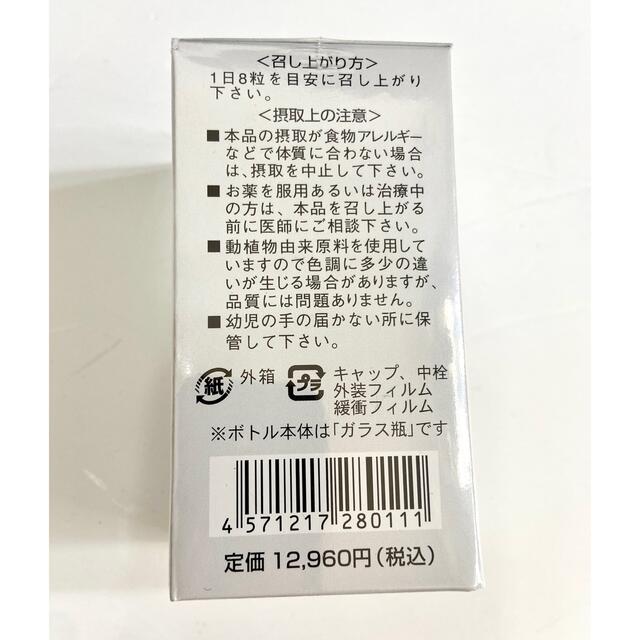 ＜召し上がり方＞
1日8粒を目安に召し上がり
下さい。
＜摂取上の注意＞
■本品の摂取が食物アレルギー
などで体質に合わない場合
は、摂取を中止して下さい。
■お薬を服用あるいは治療中
の方は、本品を召し上がる
前に医師にご相談下さい。
■動植物由来原料を使用して
いますので色調に多少の違
いが生じる場合がありますが、
品質には問題ありません。
■幼児の手の届かない所に保
管して下さい。
紙 外箱 プラ キャップ、中栓
外装フィルム
緩衝フィルム
※ボトル本体は「ガラス瓶」です
4 571217 280111
定価 12,960円（税込）